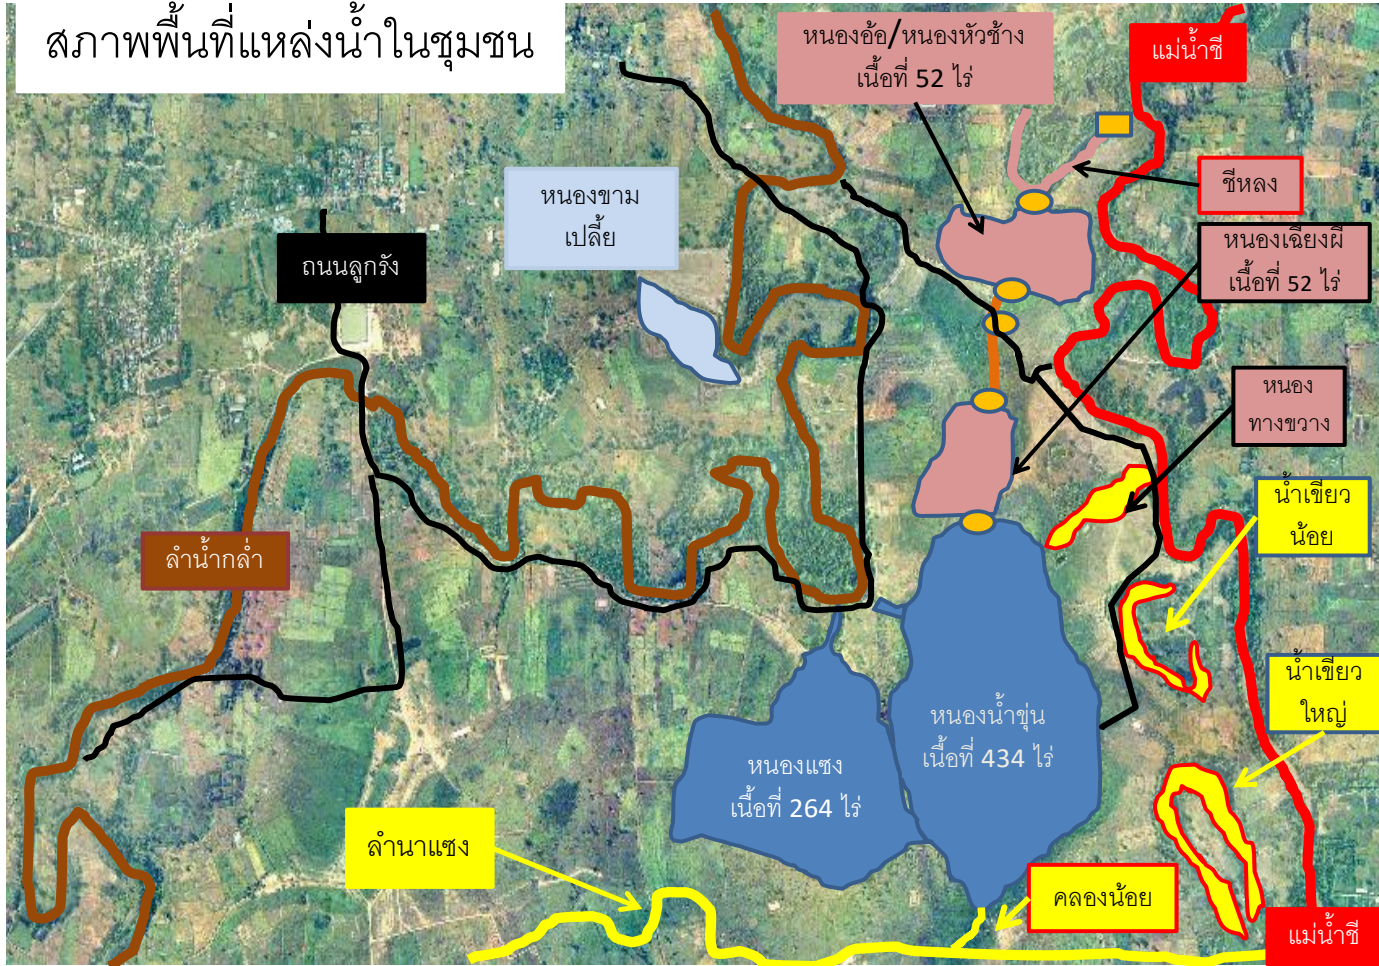 สภาพพื้นที่แหล่งน้ำในชุมชน
หนองอ้อ/หนองหัวช้าง
เนื้อที่ 52 ไร่
แม่น้ำชี
ชีหลง
หนองขาม
เปลี้ย
หนองเฉียงผี
เนื้อที่ 52 ไร่
ถนนลูกรัง
หนอง
ทางขวาง
น้ำเขียว
น้อย
ลำน้ำกล่ำ
น้ำเขียว
ใหญ่
หนองน้ำขุ่น
เนื้อที่ 434 ไร่
หนองแซง
เนื้อที่ 264 ไร่
ลำนาแซง
คลองน้อย
แม่น้ำชี